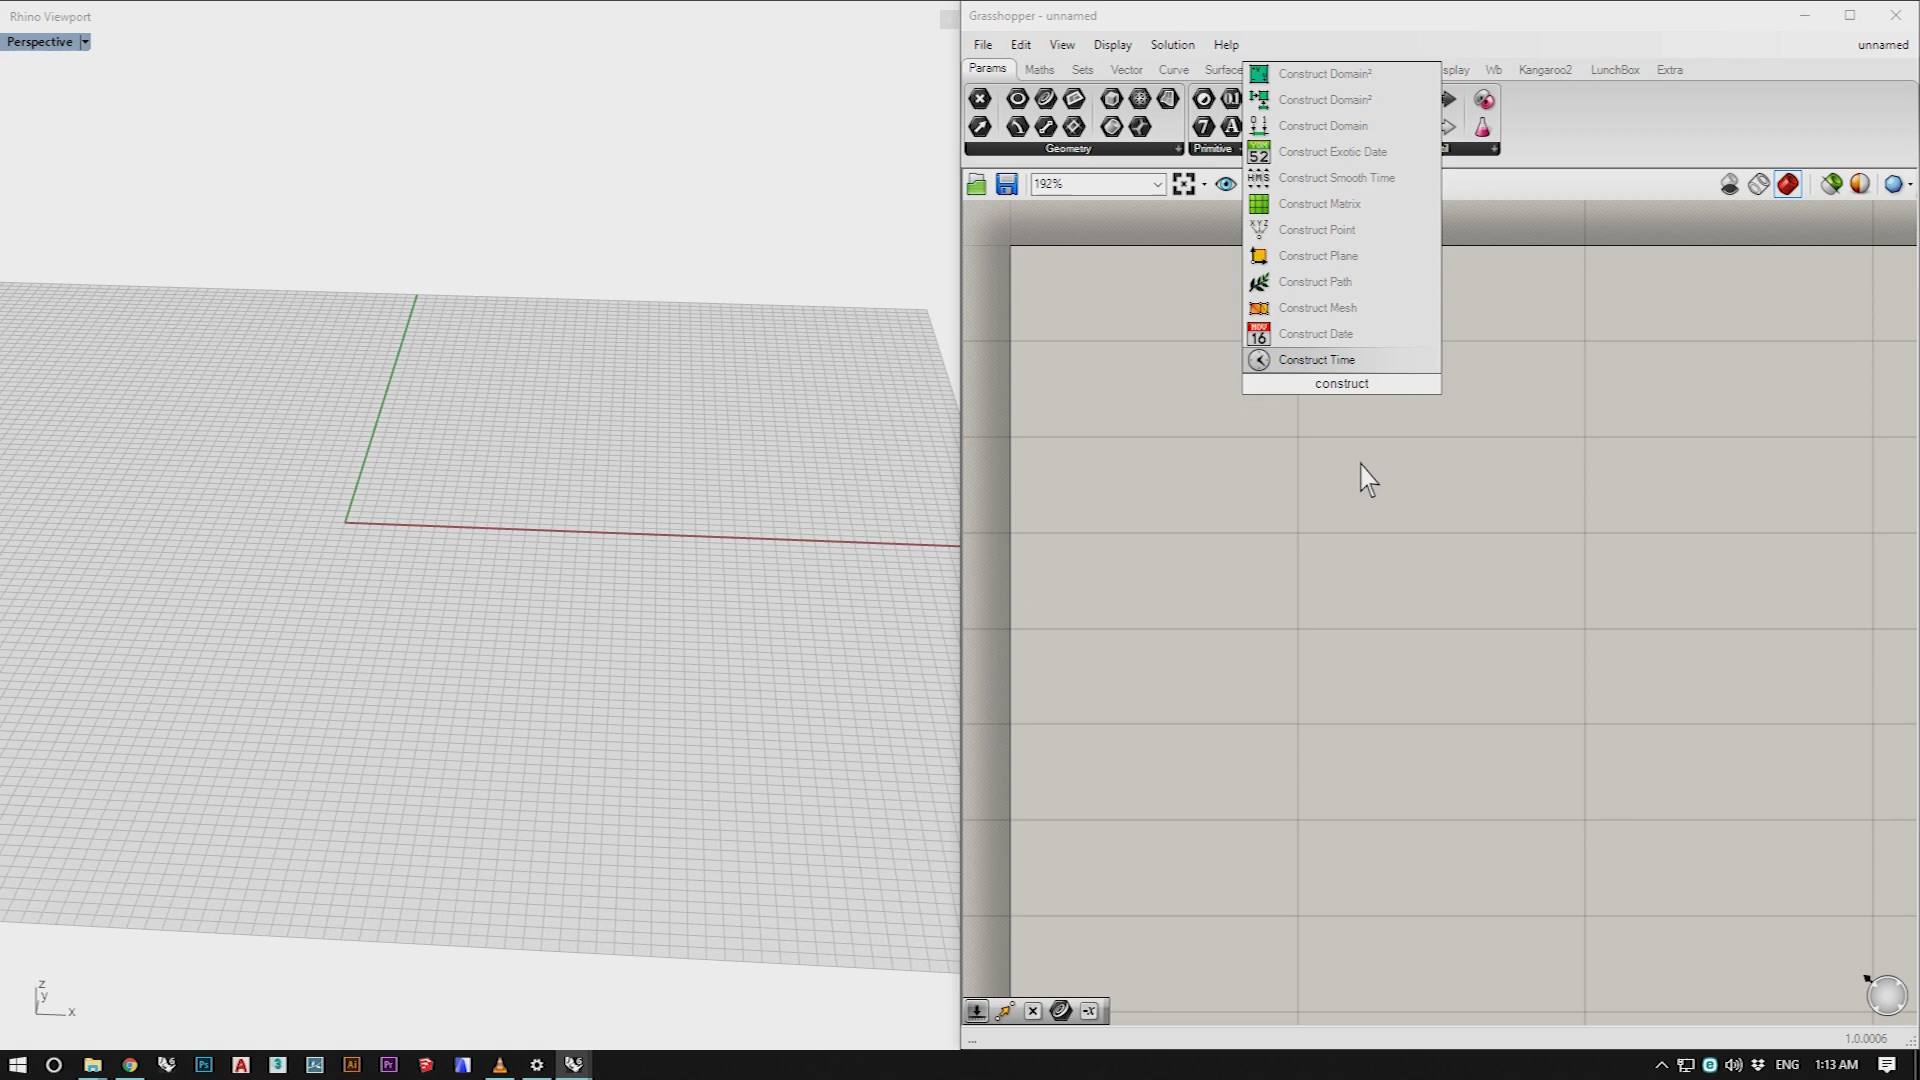 Rhino Viewport
Perspective
Grasshopper - unnamed
File Edit View Display Solution Help
unnamed
Params Maths Sets Vector Curve Surface
splay Wb Kangaroo2 LunchBox Extra
Geometry
Primitive
192%
Construct Domain²
Construct Domain²
Construct Domain
Construct Exotic Date
Construct Smooth Time
Construct Matrix
Construct Point
Construct Plane
Construct Path
Construct Mesh
Construct Date
Construct Time
construct
z
y
x
...
1.0.0006
ENG 1:13 AM